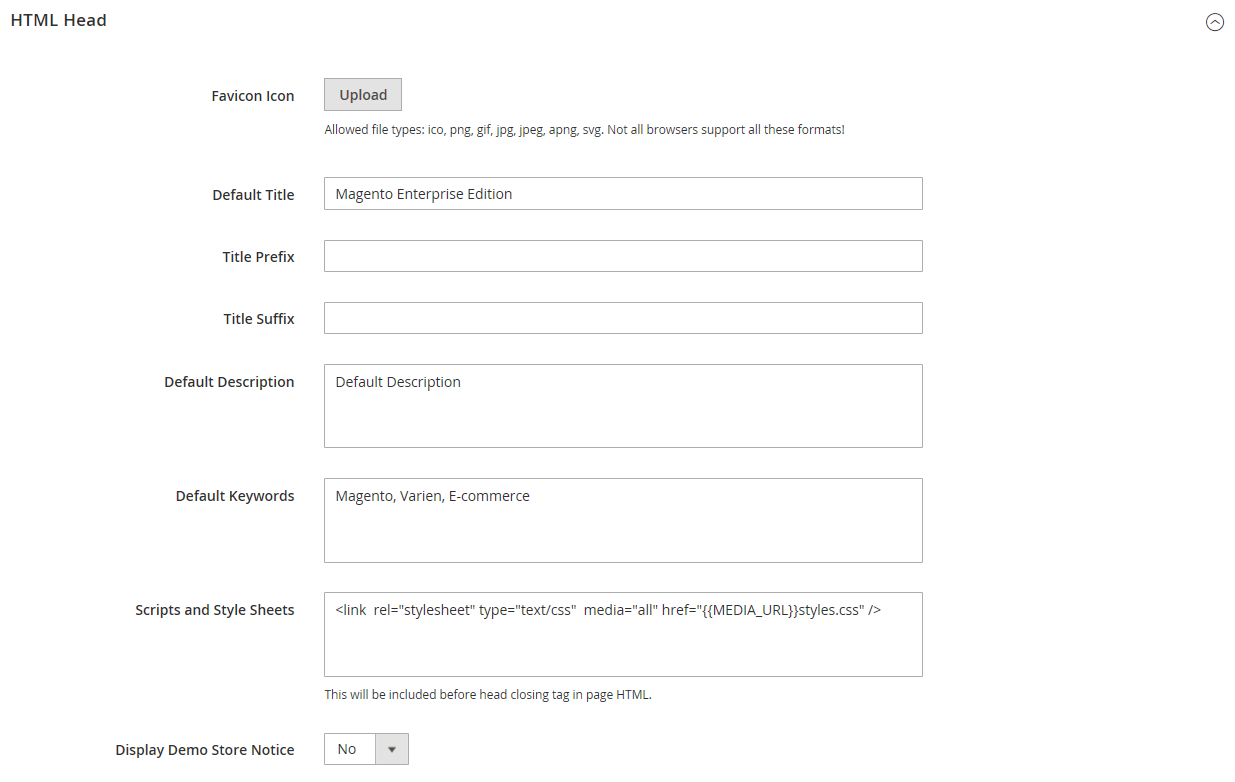 HTML Head
Favicon Icon
Upload
Allowed file types: ico, png, gif, jpg, jpeg, apng, svg. Not all browsers support all these formats!
Default Title
Magento Enterprise Edition
Title Prefix
Title Suffix
Default Description
Default Description
Default Keywords
Magento, Varien, E-commerce
Scripts and Style Sheets
<link  rel="stylesheet" type="text/css"  media="all" href="{{MEDIA_URL}}styles.css" />
This will be included before head closing tag in page HTML.
Display Demo Store Notice
No